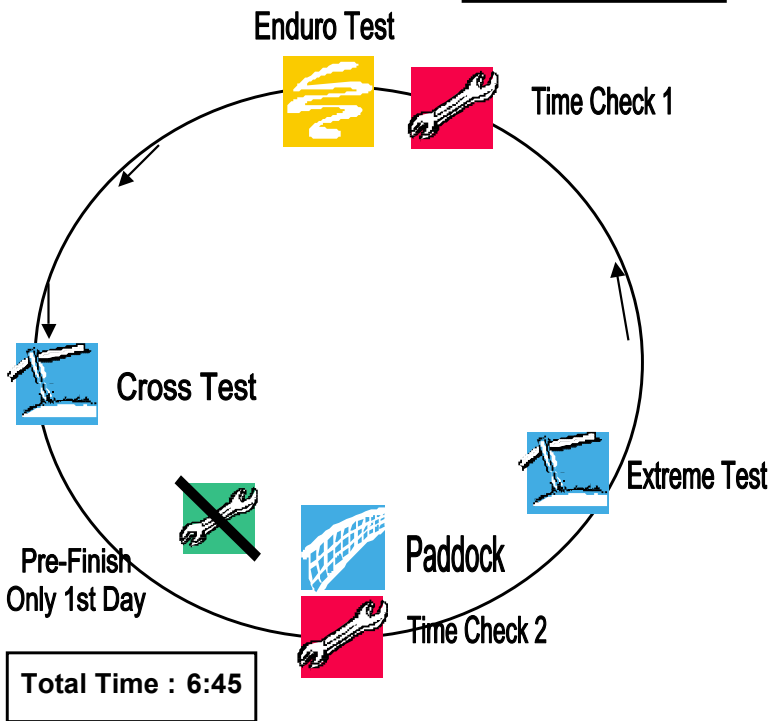 Enduro Test
Time Check 1
Cross Test
Extreme Test
Paddock
Pre-Finish
Only 1st Day
Time Check 2
Total Time : 6:45